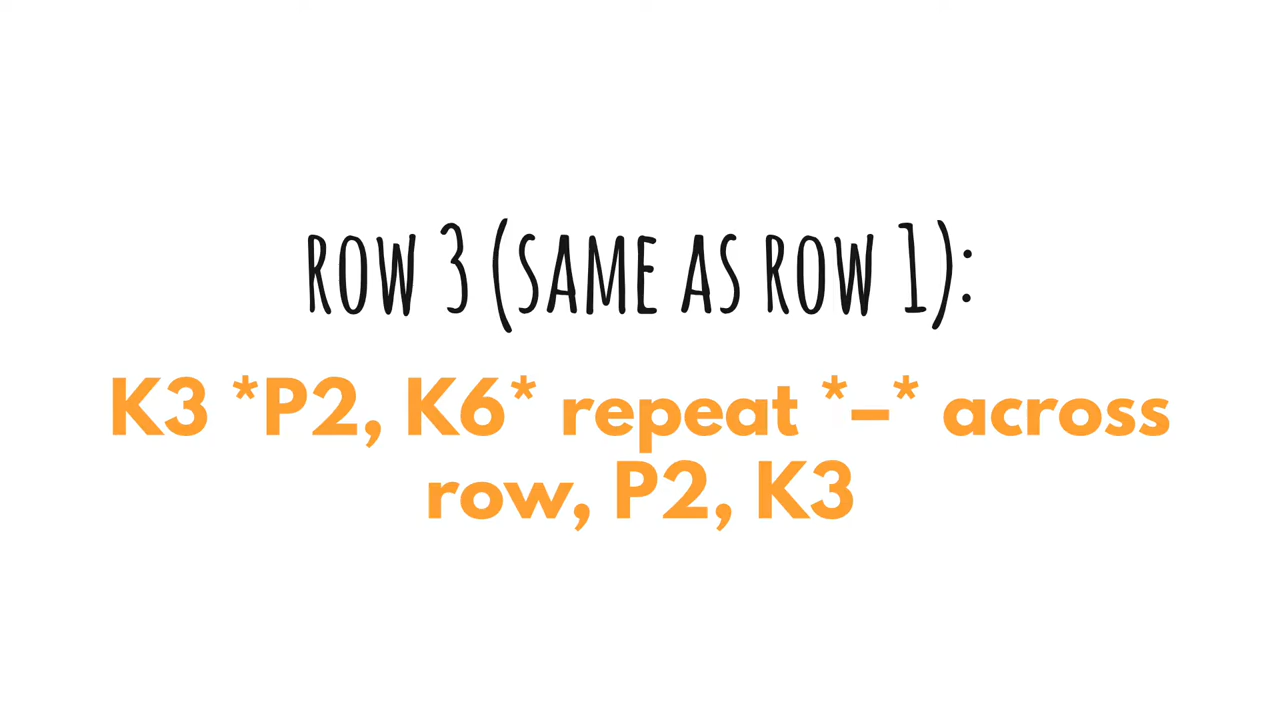 ROW 3 (SAME AS ROW 1):
K3 *P2, K6* repeat *–* across
row, P2, K3